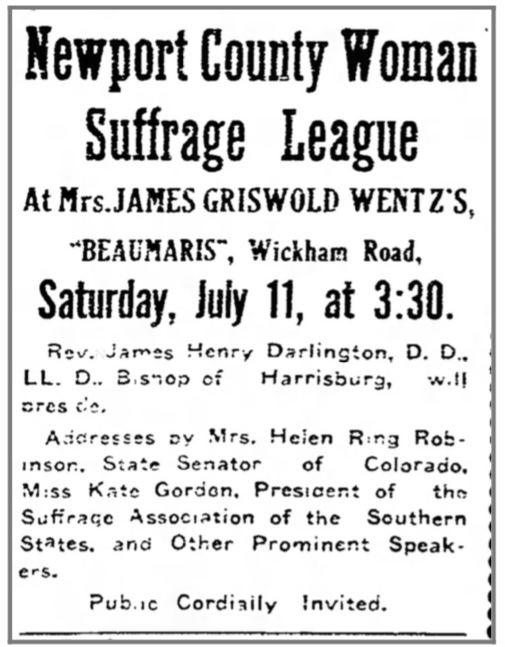 Newport County Woman
Suffrage League
At Mrs. JAMES GRISWOLD WENTZ'S,
"BEAUMARIS", Wickham Road,
Saturday, July 11, at 3:30.
Rev. James Henry Darlington, D. D.,
LL. D., Bishop of Harrisburg, will
preside.
Addresses by Mrs. Helen Ring Rob-
inson, State Senator of Colorado,
Miss Kate Gordon, President of the
Suffrage Association of the Southern
States, and Other Prominent Speak-
ers.
Public Cordially Invited.